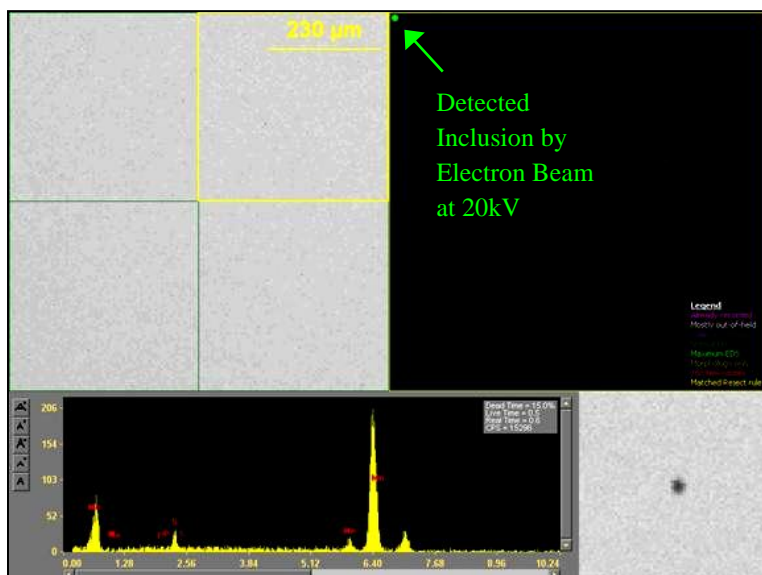 230 µm
Detected
Inclusion by
Electron Beam
at 20kV
Legend
Already recorded
Mostly out-of-field
Maximum EDS
Matched Reject rule
206
154
103
52
0
Dead Time = 15.0%
Live Time = 0.5
Real Time = 0.6
CPS = 15296
0.00 1.28 2.56 3.84 5.12 6.40 7.68 8.96 10.24